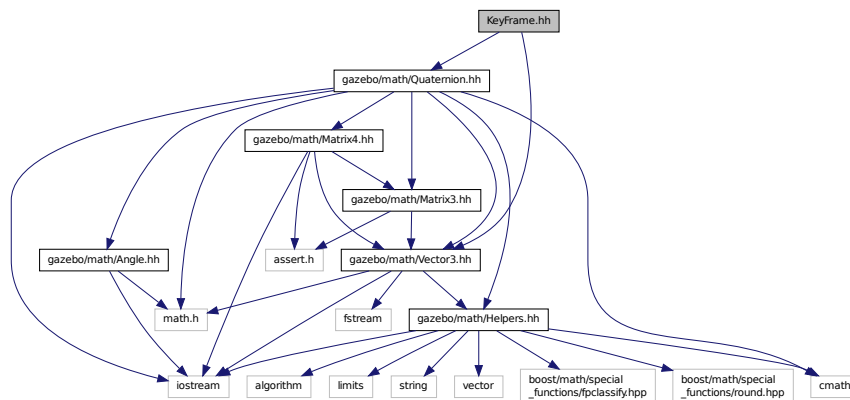 KeyFrame.hh
gazebo/math/Quaternion.hh
gazebo/math/Matrix4.hh
gazebo/math/Matrix3.hh
gazebo/math/Angle.hh
assert.h
gazebo/math/Vector3.hh
math.h
fstream
gazebo/math/Helpers.hh
iostream
algorithm
limits
string
vector
boost/math/special
_functions/fpclassify.hpp
boost/math/special
_functions/round.hpp
cmath